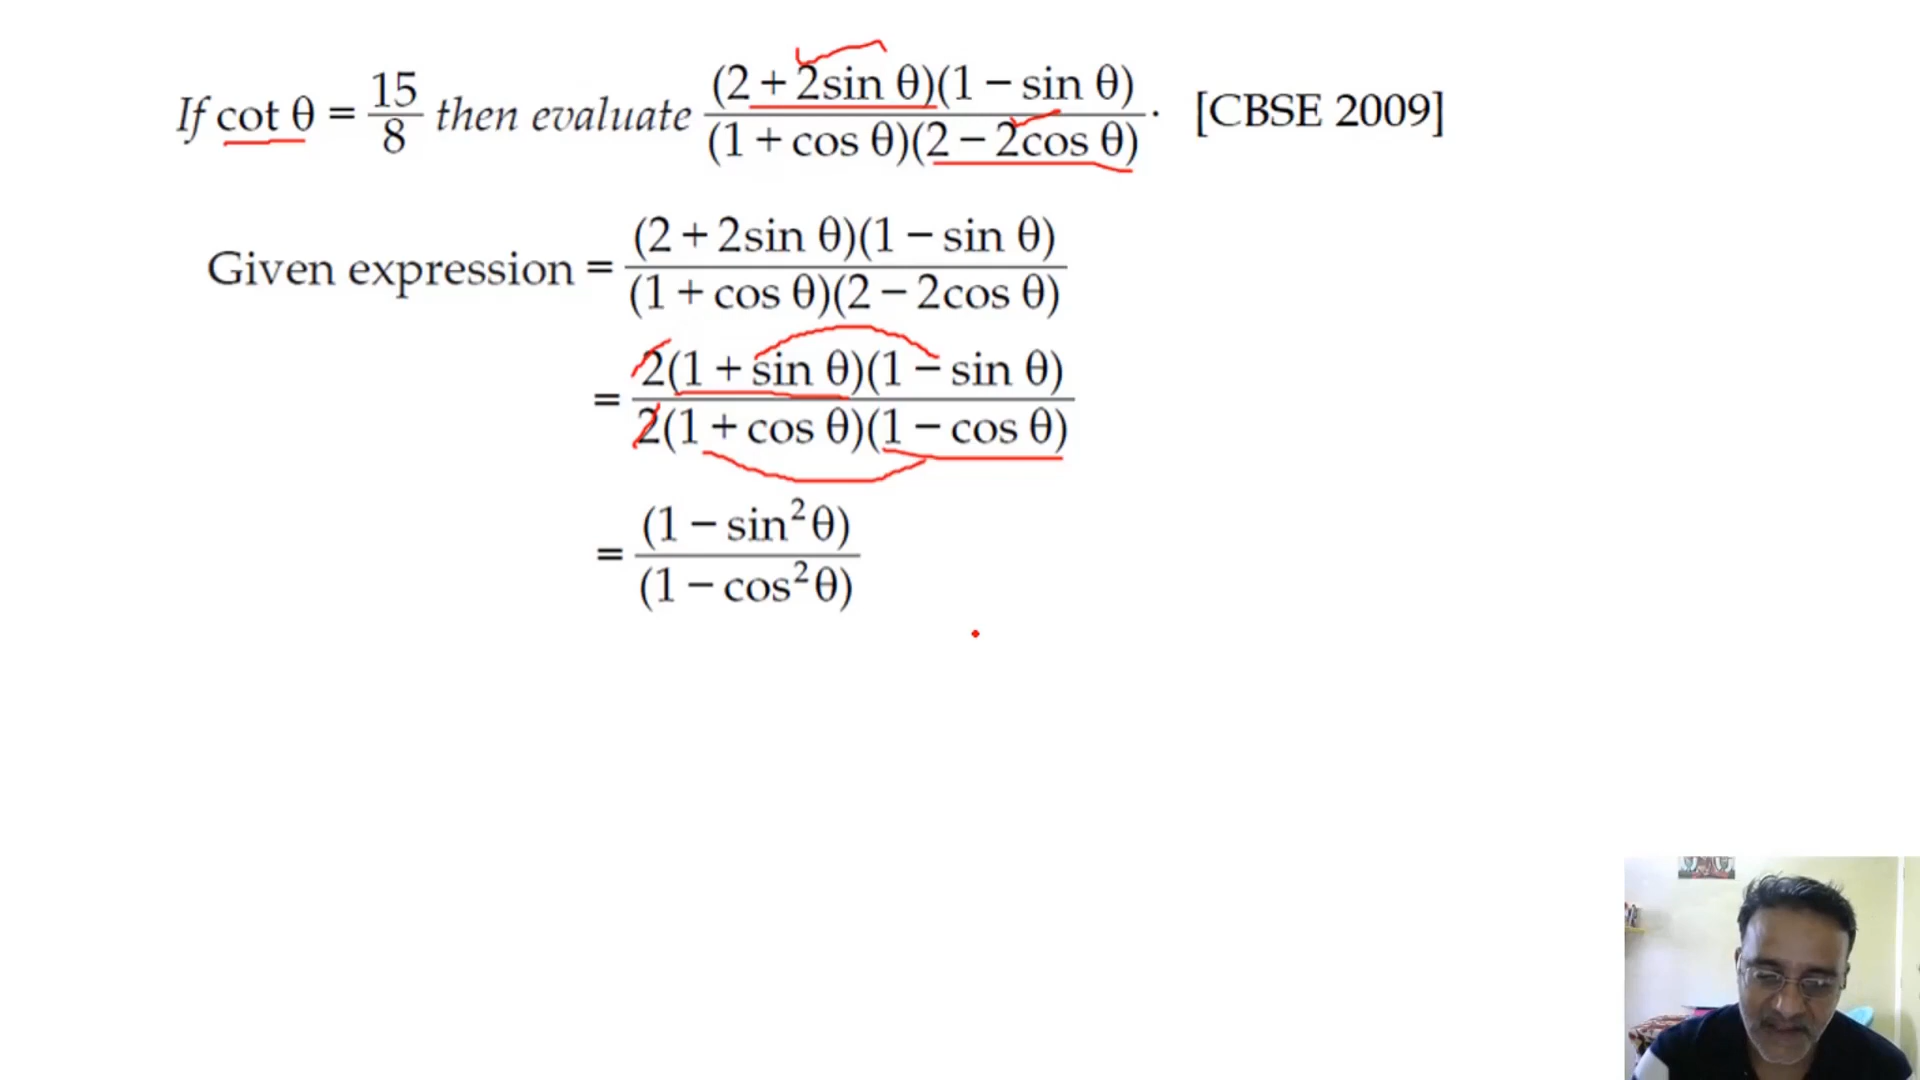 If cot θ = 15/8 then evaluate (2 + 2sin θ)(1 − sin θ) / (1 + cos θ)(2 − 2cos θ) . [CBSE 2009]
Given expression = (2 + 2sin θ)(1 − sin θ) / (1 + cos θ)(2 − 2cos θ)
= 2(1 + sin θ)(1 − sin θ) / 2(1 + cos θ)(1 − cos θ)
= (1 − sin²θ) / (1 − cos²θ)